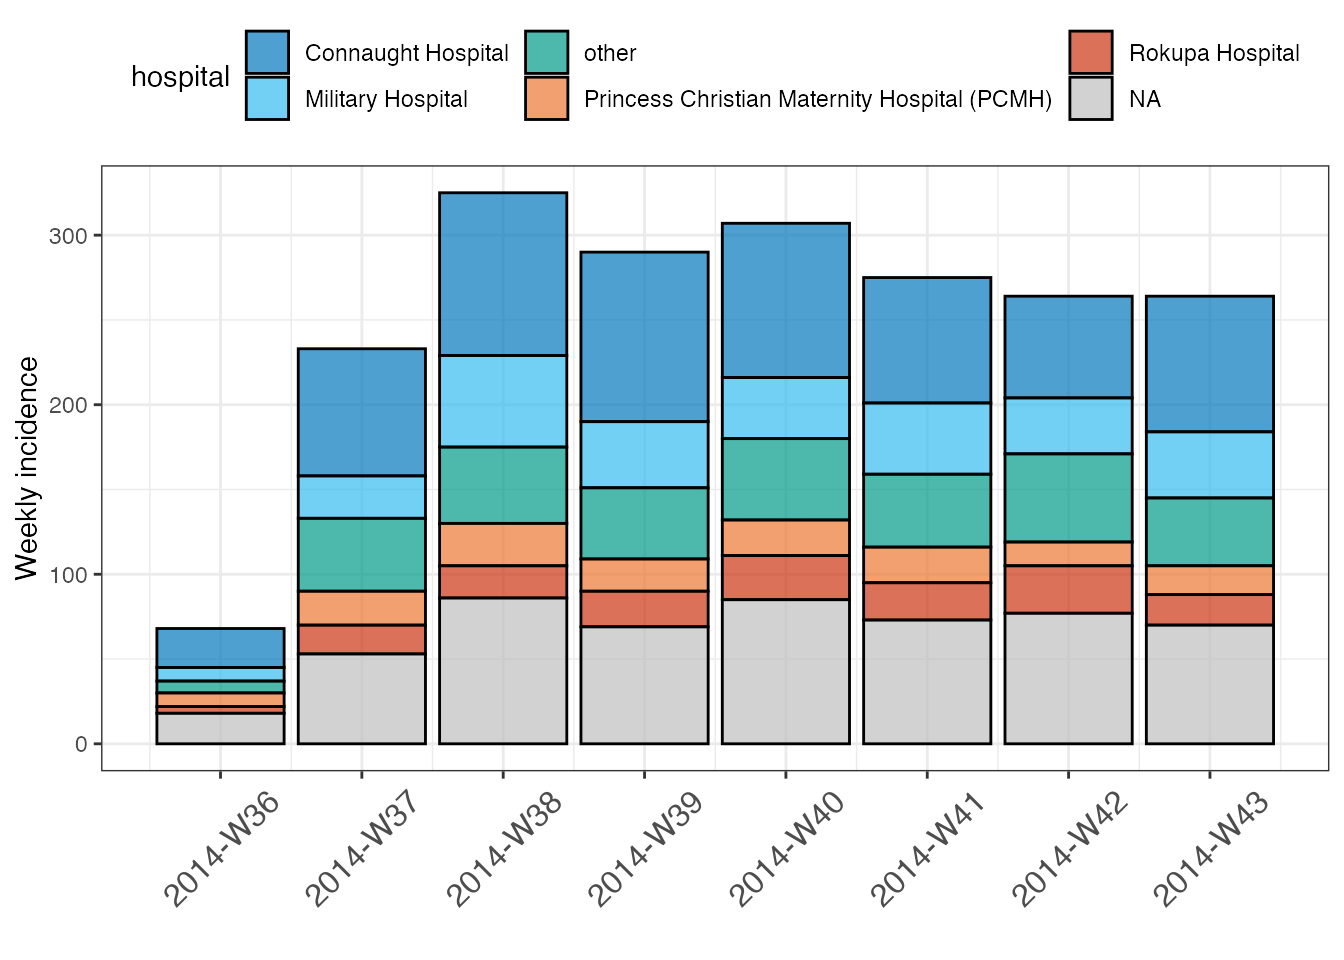 hospital
Connaught Hospital
other
Rokupa Hospital
Military Hospital
Princess Christian Maternity Hospital (PCMH)
NA
Weekly incidence
300
200
100
0
2014-W36
2014-W37
2014-W38
2014-W39
2014-W40
2014-W41
2014-W42
2014-W43